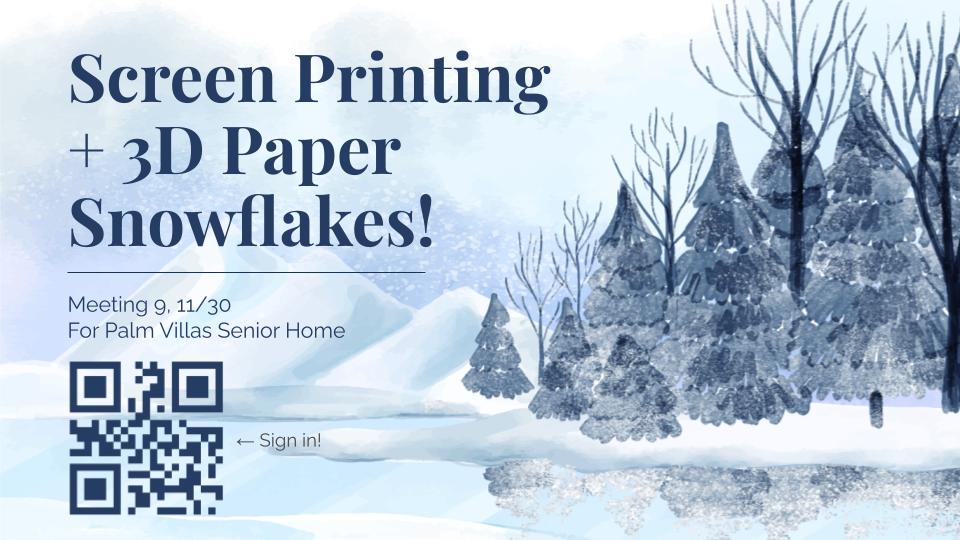 Screen Printing
+ 3D Paper
Snowflakes!
Meeting 9, 11/30
For Palm Villas Senior Home
← Sign in!